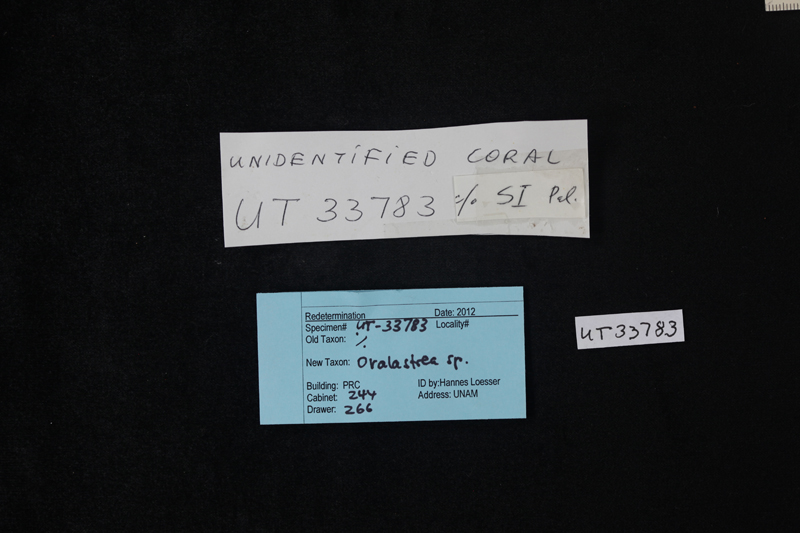 UNIDENTIFIED CORAL
UT 33783 c/o SI Pal.
Redetermination Date: 2012
Specimen# UT-33783 Locality#
Old Taxon: ./.
New Taxon: Ovalastrea sp.
Building: PRC ID by:Hannes Loesser
Cabinet: 244 Address: UNAM
Drawer: 266
UT33783